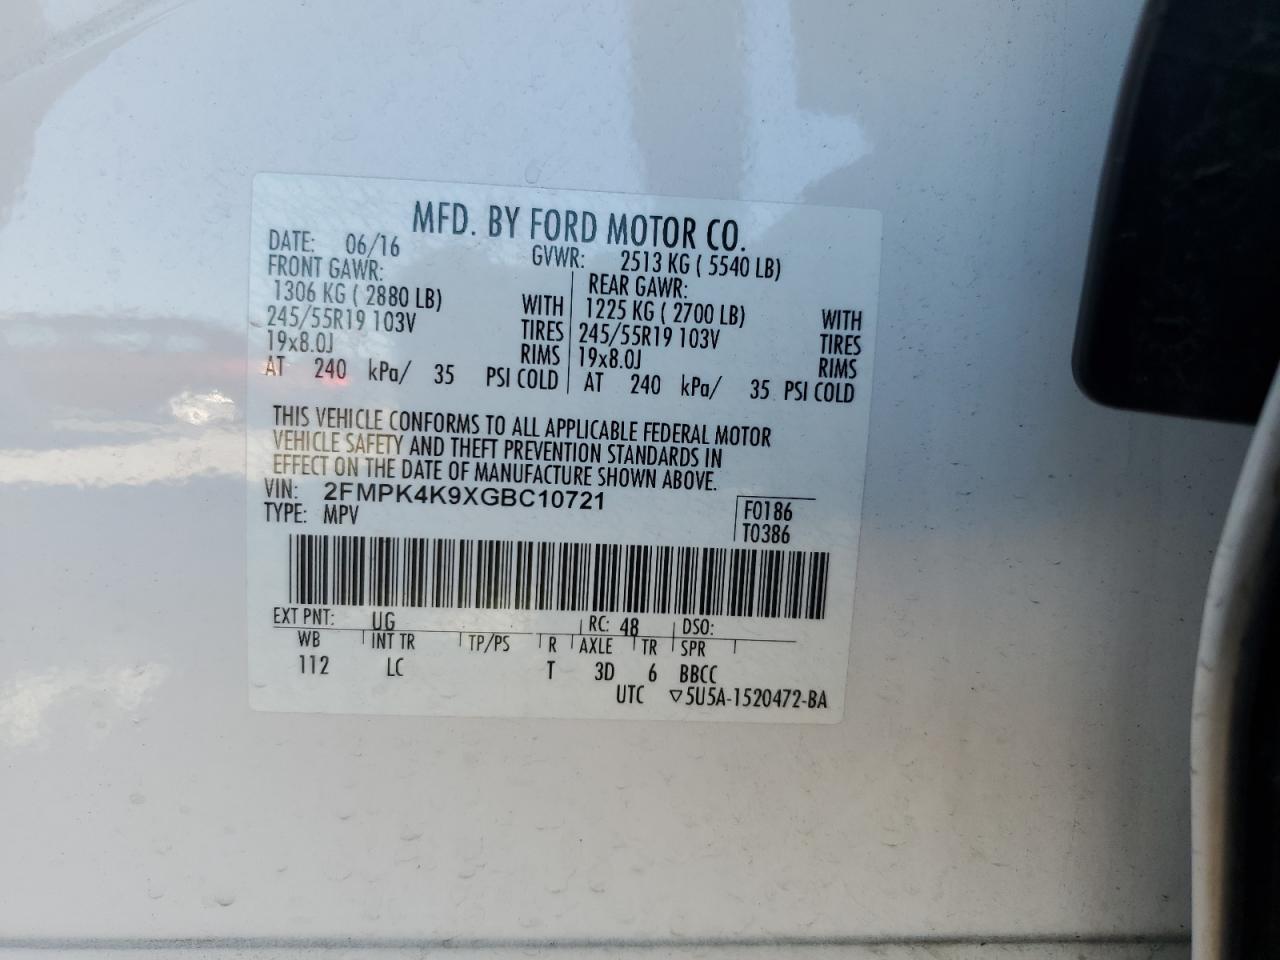 MFD. BY FORD MOTOR CO.
DATE: 06/16 GVWR: 2513 KG ( 5540 LB)
FRONT GAWR: REAR GAWR:
1306 KG ( 2880 LB) WITH 1225 KG ( 2700 LB) WITH
245/55R19 103V TIRES 245/55R19 103V TIRES
19x8.0J RIMS 19x8.0J RIMS
AT 240 kPa/ 35 PSI COLD AT 240 kPa/ 35 PSI COLD
THIS VEHICLE CONFORMS TO ALL APPLICABLE FEDERAL MOTOR
VEHICLE SAFETY AND THEFT PREVENTION STANDARDS IN
EFFECT ON THE DATE OF MANUFACTURE SHOWN ABOVE.
VIN: 2FMPK4K9XGBC10721 F0186
TYPE: MPV T0386
EXT PNT: UG RC: 48 DSO:
WB INT TR TP/PS R AXLE TR SPR
112 LC T 3D 6 BBCC
UTC ▽5U5A-1520472-BA